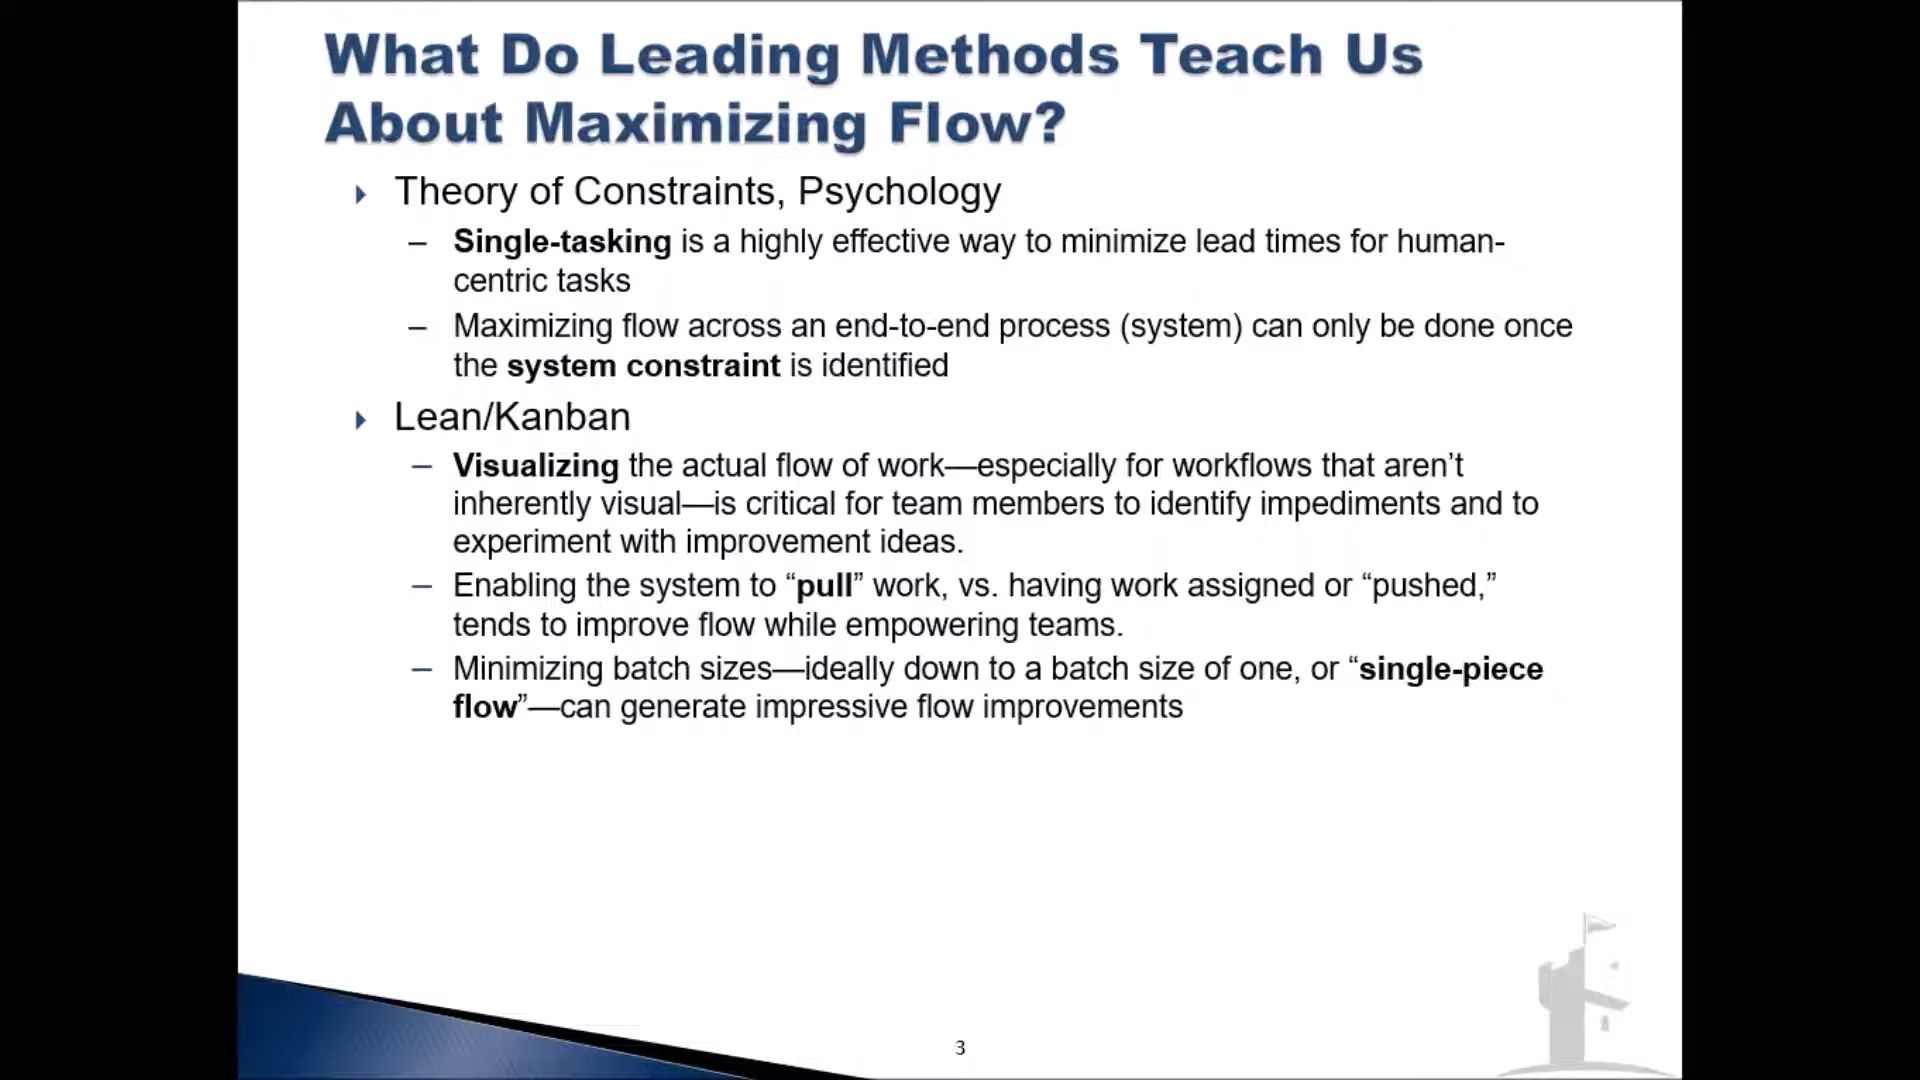 What Do Leading Methods Teach Us
About Maximizing Flow?
Theory of Constraints, Psychology
– Single-tasking is a highly effective way to minimize lead times for human-
centric tasks
– Maximizing flow across an end-to-end process (system) can only be done once
the system constraint is identified
Lean/Kanban
– Visualizing the actual flow of work—especially for workflows that aren’t
inherently visual—is critical for team members to identify impediments and to
experiment with improvement ideas.
– Enabling the system to “pull” work, vs. having work assigned or “pushed,”
tends to improve flow while empowering teams.
– Minimizing batch sizes—ideally down to a batch size of one, or “single-piece
flow”—can generate impressive flow improvements
3